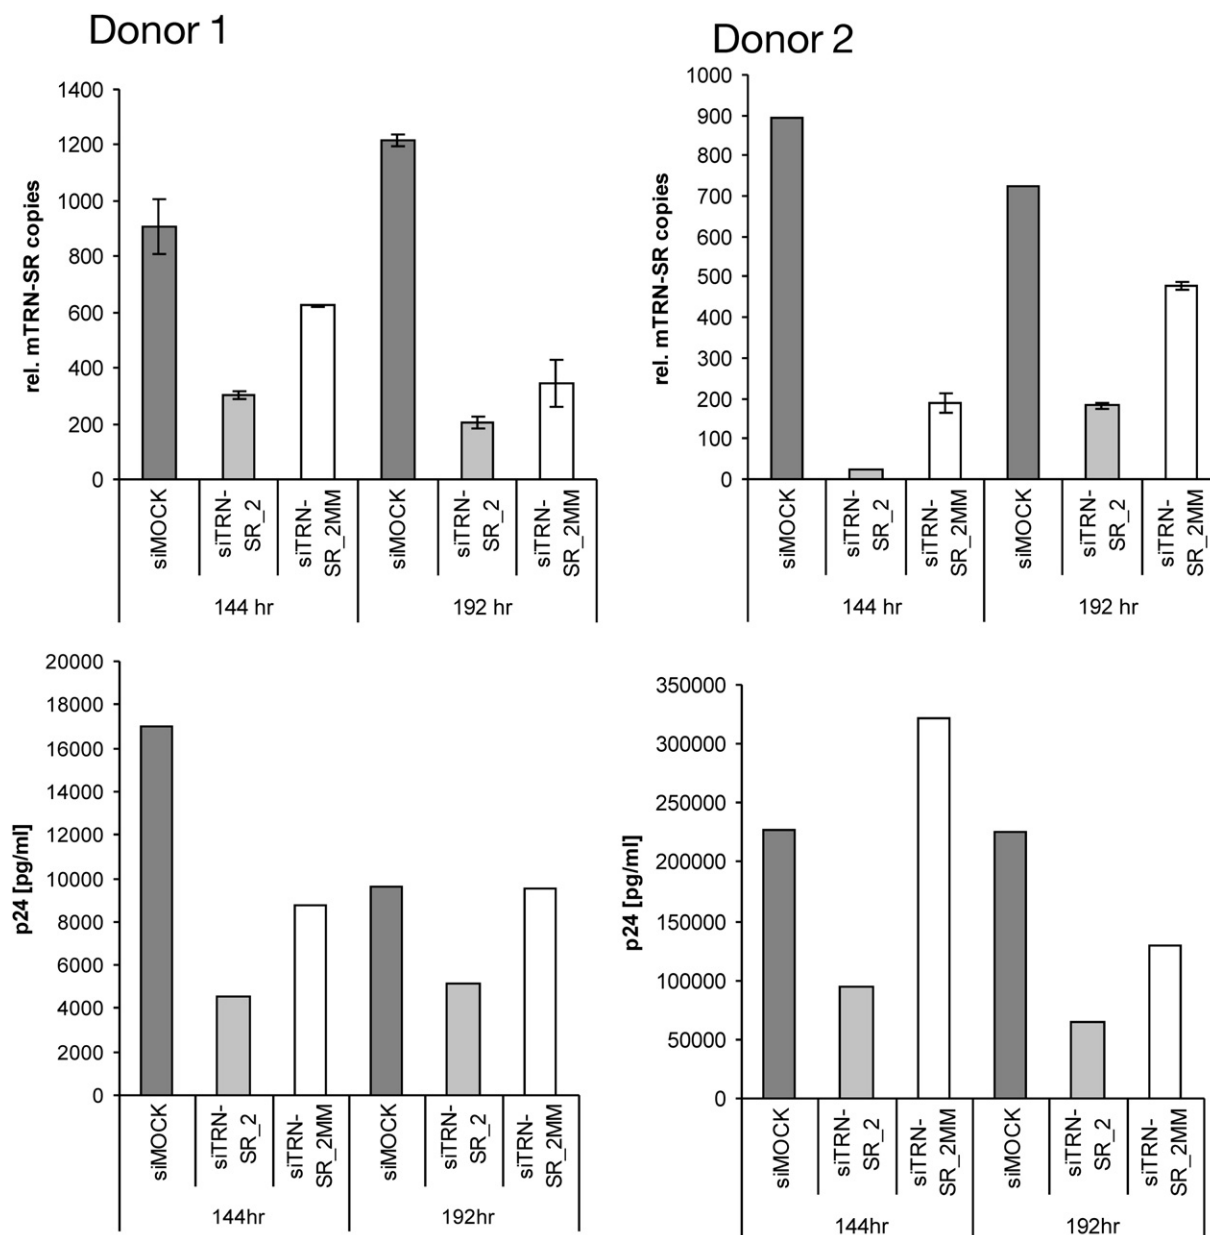 Donor 1
rel. mTRN-SR copies
1400
1200
1000
800
600
400
200
0
siMOCK
siTRN-
SR_2
siTRN-
SR_2MM
siMOCK
siTRN-
SR_2
siTRN-
SR_2MM
144 hr
192 hr
Donor 2
rel. mTRN-SR copies
1000
900
800
700
600
500
400
300
200
100
0
siMOCK
siTRN-
SR_2
siTRN-
SR_2MM
siMOCK
siTRN-
SR_2
siTRN-
SR_2MM
144 hr
192 hr
p24 [pg/ml]
20000
18000
16000
14000
12000
10000
8000
6000
4000
2000
0
siMOCK
siTRN-
SR_2
siTRN-
SR_2MM
siMOCK
siTRN-
SR_2
siTRN-
SR_2MM
144hr
192hr
p24 [pg/ml]
350000
300000
250000
200000
150000
100000
50000
0
siMOCK
siTRN-
SR_2
siTRN-
SR_2MM
siMOCK
siTRN-
SR_2
siTRN-
SR_2MM
144hr
192hr